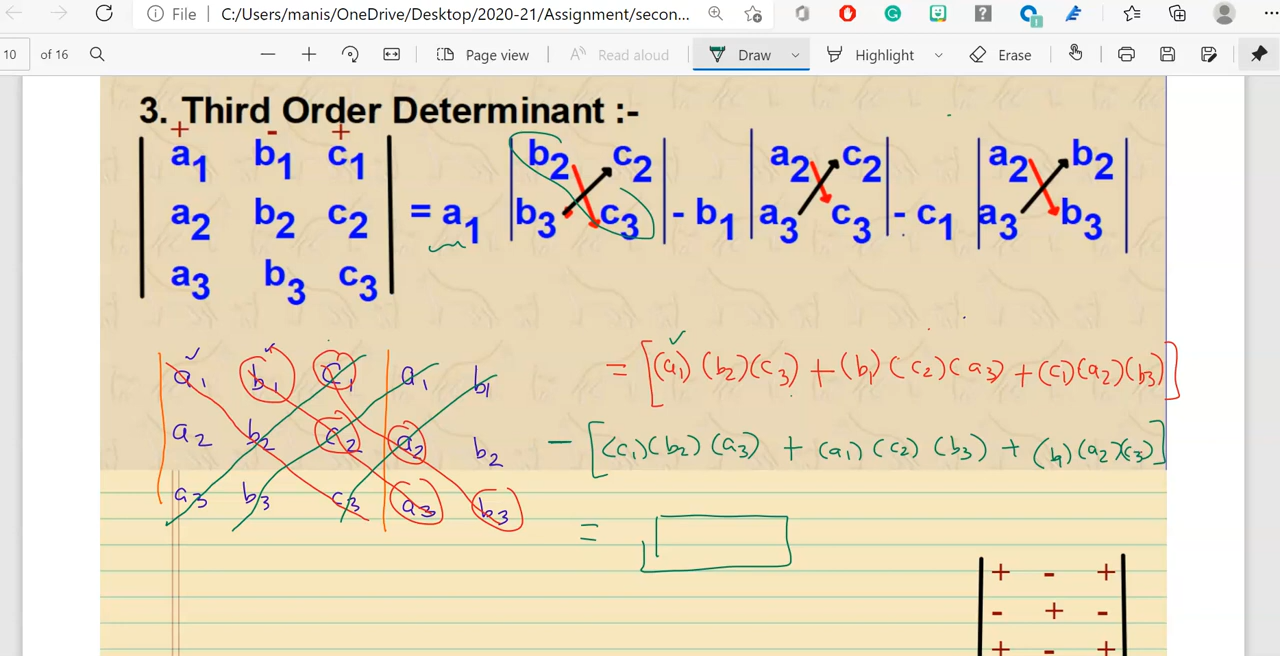 File | C:/Users/manis/OneDrive/Desktop/2020-21/Assignment/secon...
10 of 16 Page view Read aloud Draw Highlight Erase
3. Third Order Determinant :-
+ - +
a1 b1 c1
a2 b2 c2
a3 b3 c3
= a1 | b2 c2 | - b1 | a2 c2 | - c1 | a2 b2 |
b3 c3 a3 c3 a3 b3
a1 b1 c1 a1 b1
a2 b2 c2 a2 b2
a3 b3 c3 a3 b3
= [(a1) (b2)(c3) + (b1) (c2)(a3) + (c1)(a2)(b3)]
- [(c1)(b2)(a3) + (a1)(c2)(b3) + (b1)(a2)(c3)]
=
+ - +
- + -
+ - +